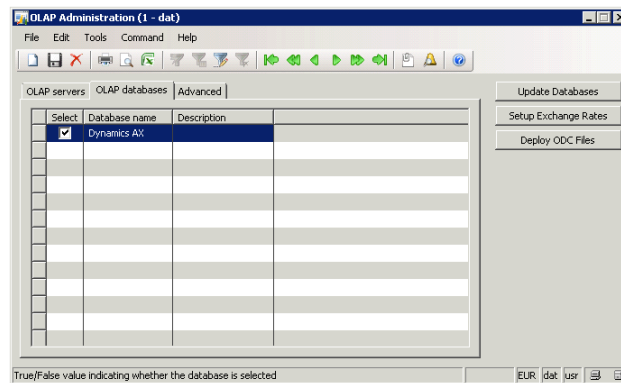 OLAP Administration (1 - dat)
File Edit Tools Command Help
OLAP servers OLAP databases Advanced
Update Databases
Select Database name Description
Setup Exchange Rates
Dynamics AX
Deploy ODC Files
True/False value indicating whether the database is selected
EUR dat usr